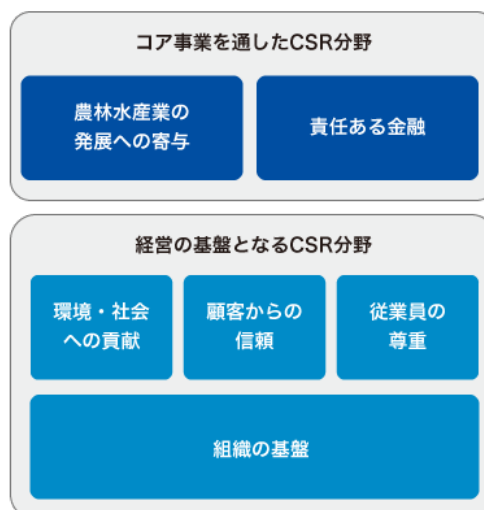 コア事業を通したCSR分野
農林水産業の
発展への寄与
責任ある金融
経営の基盤となるCSR分野
環境・社会
への貢献
顧客からの
信頼
従業員の
尊重
組織の基盤